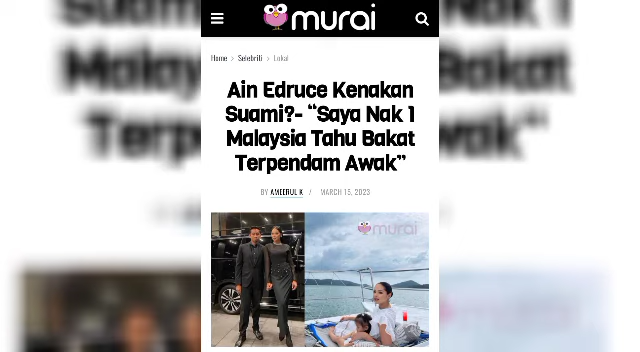 murai
Home > Selebriti > Lokal
Ain Edruce Kenakan
Suami?- “Saya Nak 1
Malaysia Tahu Bakat
Terpendam Awak”
BY AMEERUL K / MARCH 15, 2023
murai